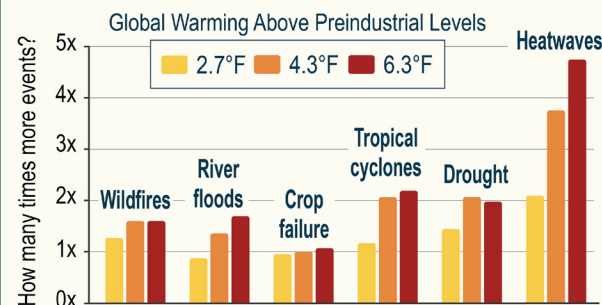 Global Warming Above Preindustrial Levels
2.7°F 4.3°F 6.3°F
How many times more events?
5x
4x
3x
2x
1x
0x
Wildfires
River
floods
Crop
failure
Tropical
cyclones
Drought
Heatwaves